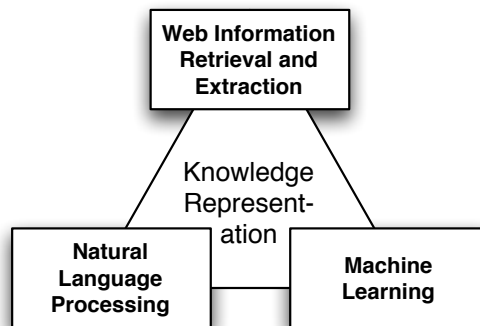 Web Information
Retrieval and
Extraction
Knowledge
Represent-
ation
Natural
Language
Processing
Machine
Learning